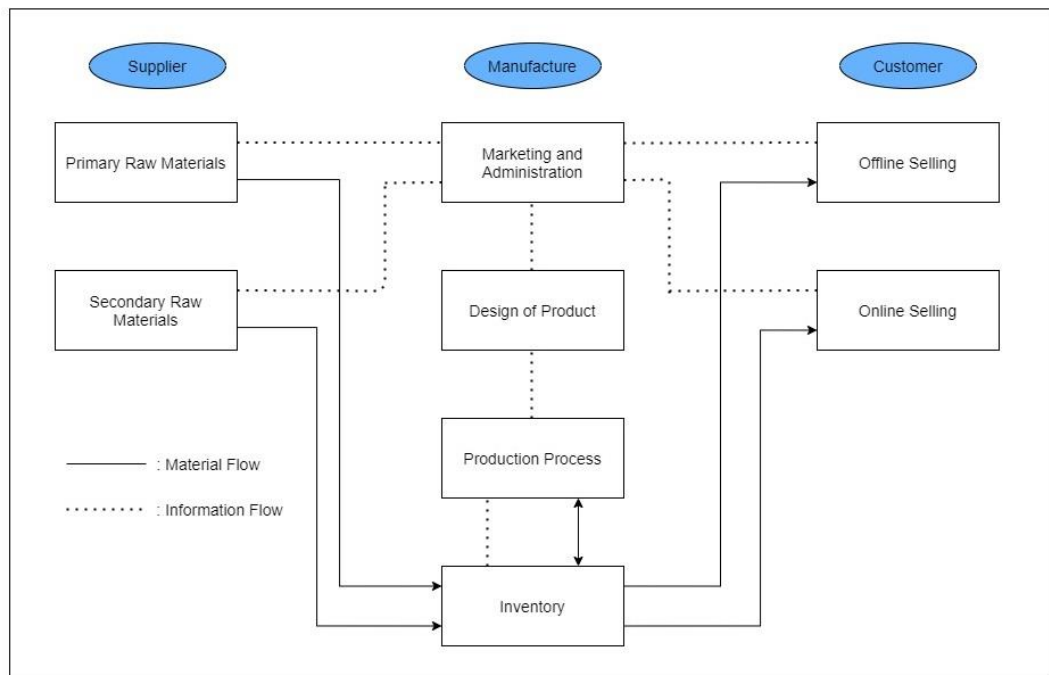 Supplier
Manufacture
Customer
Primary Raw Materials
Marketing and
Administration
Offline Selling
Secondary Raw
Materials
Design of Product
Online Selling
Production Process
: Material Flow
: Information Flow
Inventory